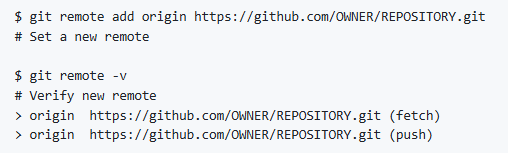 $ git remote add origin https://github.com/OWNER/REPOSITORY.git
# Set a new remote
$ git remote -v
# Verify new remote
> origin  https://github.com/OWNER/REPOSITORY.git (fetch)
> origin  https://github.com/OWNER/REPOSITORY.git (push)